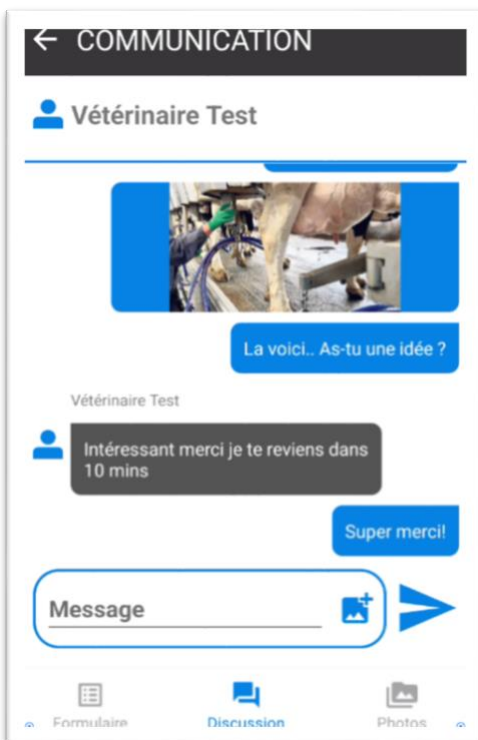 COMMUNICATION
Vétérinaire Test
La voici.. As-tu une idée ?
Vétérinaire Test
Intéressant merci je te reviens dans
10 mins
Super merci!
Message
Formulaire
Discussion
Photos